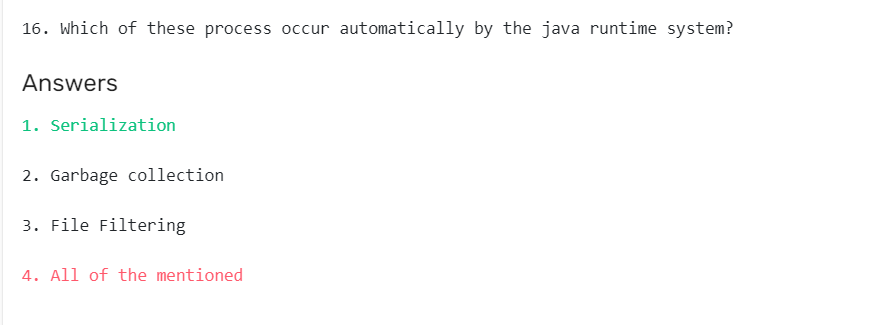 16. Which of these process occur automatically by the java runtime system?
Answers
1. Serialization
2. Garbage collection
3. File Filtering
4. All of the mentioned